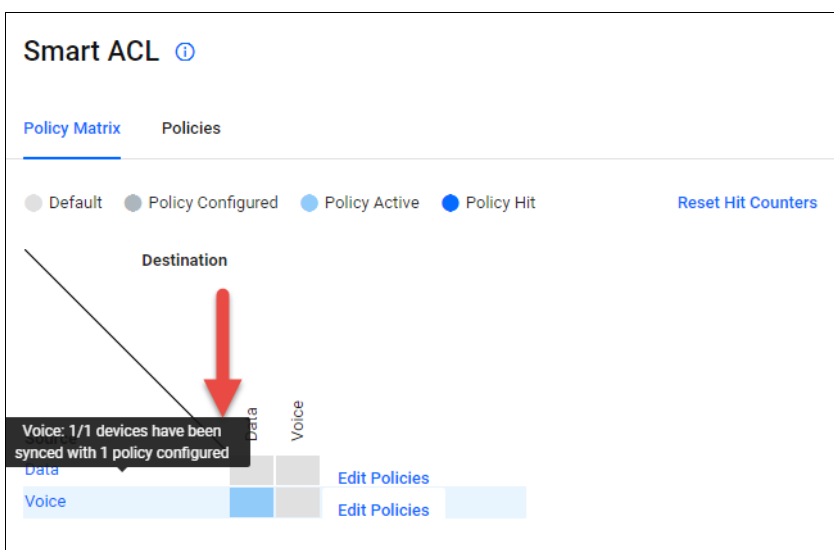 Smart ACL
Policy Matrix Policies
Default Policy Configured Policy Active Policy Hit Reset Hit Counters
Destination
Data Voice
Voice: 1/1 devices have been
synced with 1 policy configured
Data Edit Policies
Voice Edit Policies